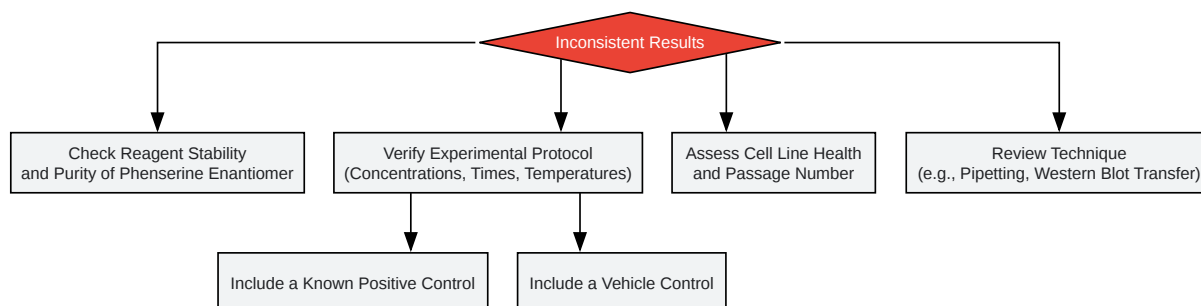 Inconsistent Results
Check Reagent Stability
and Purity of Phenserine Enantiomer
Verify Experimental Protocol
(Concentrations, Times, Temperatures)
Assess Cell Line Health
and Passage Number
Review Technique
(e.g., Pipetting, Western Blot Transfer)
Include a Known Positive Control
Include a Vehicle Control